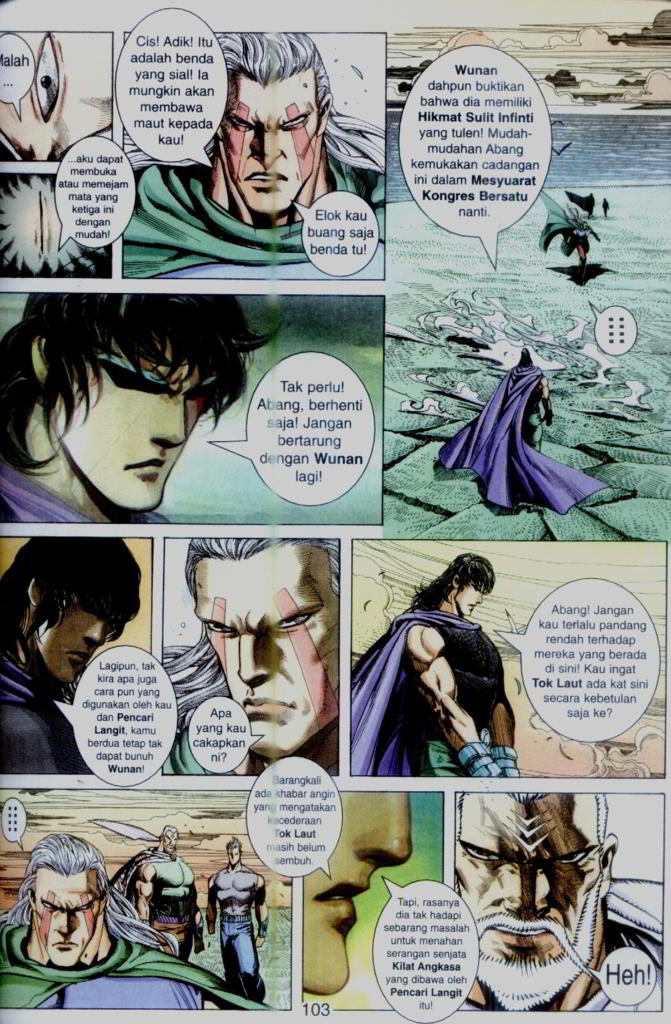 Malah
...
...aku dapat
membuka
atau memejam
mata yang
ketiga ini
dengan
mudah!
Cis! Adik! Itu
adalah benda
yang sial! Ia
mungkin akan
membawa
maut kepada
kau!
Elok kau
buang saja
benda tu!
Wunan
dahpun buktikan
bahwa dia memiliki
Hikmat Sulit Infinti
yang tulen! Mudah-
mudahan Abang
kemukakan cadangan
ini dalam Mesyuarat
Kongres Bersatu
nanti.
Tak perlu!
Abang, berhenti
saja! Jangan
bertarung
dengan Wunan
lagi!
Lagipun, tak
kira apa juga
cara pun yang
digunakan oleh kau
dan Pencari
Langit, kamu
berdua tetap tak
dapat bunuh
Wunan!
Apa
yang kau
cakapkan
ni?
Abang! Jangan
kau terlalu pandang
rendah terhadap
mereka yang berada
di sini! Kau ingat
Tok Laut ada kat sini
secara kebetulan
saja ke?
Barangkali
ada khabar angin
yang mengatakan
kecederaan
Tok Laut
masih belum
sembuh.
Tapi, rasanya
dia tak hadapi
sebarang masalah
untuk menahan
serangan senjata
Kilat Angkasa
yang dibawa oleh
Pencari Langit
itu!
Heh!
103